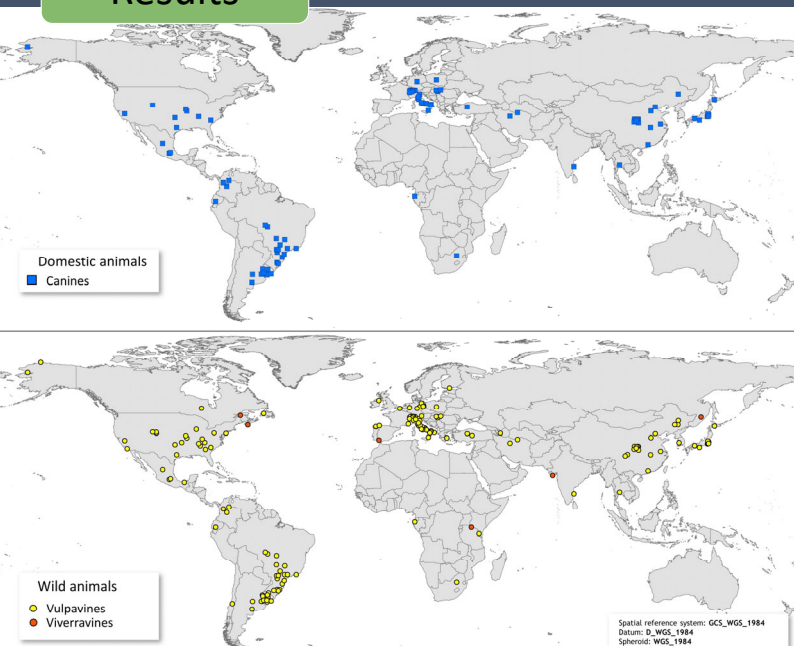 Results
Domestic animals
Canines
Wild animals
Vulpavines
Viverravines
Spatial reference system: GCS_WGS_1984
Datum: D_WGS_1984
Spheroid: WGS_1984